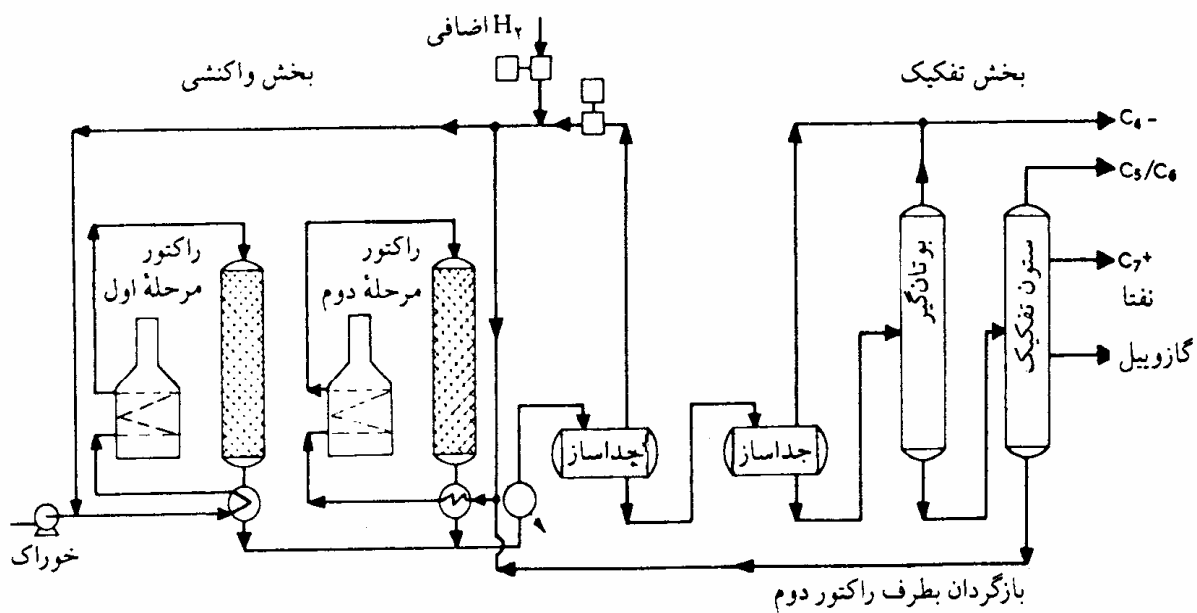 H₂ اضافی
بخش واکنشی
بخش تفکیک
C₄-
C₅/C₆
راکتور
مرحلهٔ اول
راکتور
مرحلهٔ دوم
بوتان‌گیر
ستون تفکیک
C₇+
نفتا
گازوییل
جداساز
جداساز
خوراک
بازگردان بطرف راکتور دوم